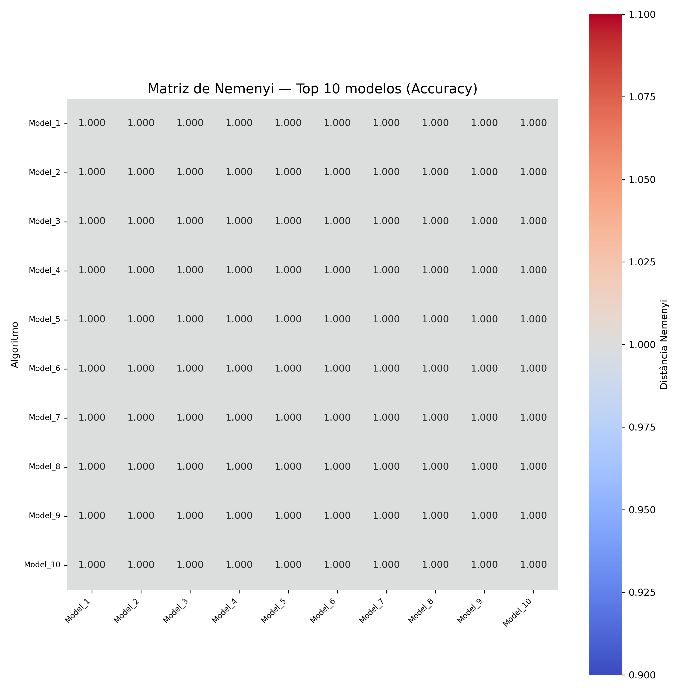 Matriz de Nemenyi — Top 10 modelos (Accuracy)
Algoritmo
Model_1 1.000 1.000 1.000 1.000 1.000 1.000 1.000 1.000 1.000 1.000
Model_2 1.000 1.000 1.000 1.000 1.000 1.000 1.000 1.000 1.000 1.000
Model_3 1.000 1.000 1.000 1.000 1.000 1.000 1.000 1.000 1.000 1.000
Model_4 1.000 1.000 1.000 1.000 1.000 1.000 1.000 1.000 1.000 1.000
Model_5 1.000 1.000 1.000 1.000 1.000 1.000 1.000 1.000 1.000 1.000
Model_6 1.000 1.000 1.000 1.000 1.000 1.000 1.000 1.000 1.000 1.000
Model_7 1.000 1.000 1.000 1.000 1.000 1.000 1.000 1.000 1.000 1.000
Model_8 1.000 1.000 1.000 1.000 1.000 1.000 1.000 1.000 1.000 1.000
Model_9 1.000 1.000 1.000 1.000 1.000 1.000 1.000 1.000 1.000 1.000
Model_10 1.000 1.000 1.000 1.000 1.000 1.000 1.000 1.000 1.000 1.000
Model_1 Model_2 Model_3 Model_4 Model_5 Model_6 Model_7 Model_8 Model_9 Model_10
1.100
1.075
1.050
1.025
1.000
0.975
0.950
0.925
0.900
Distância Nemenyi